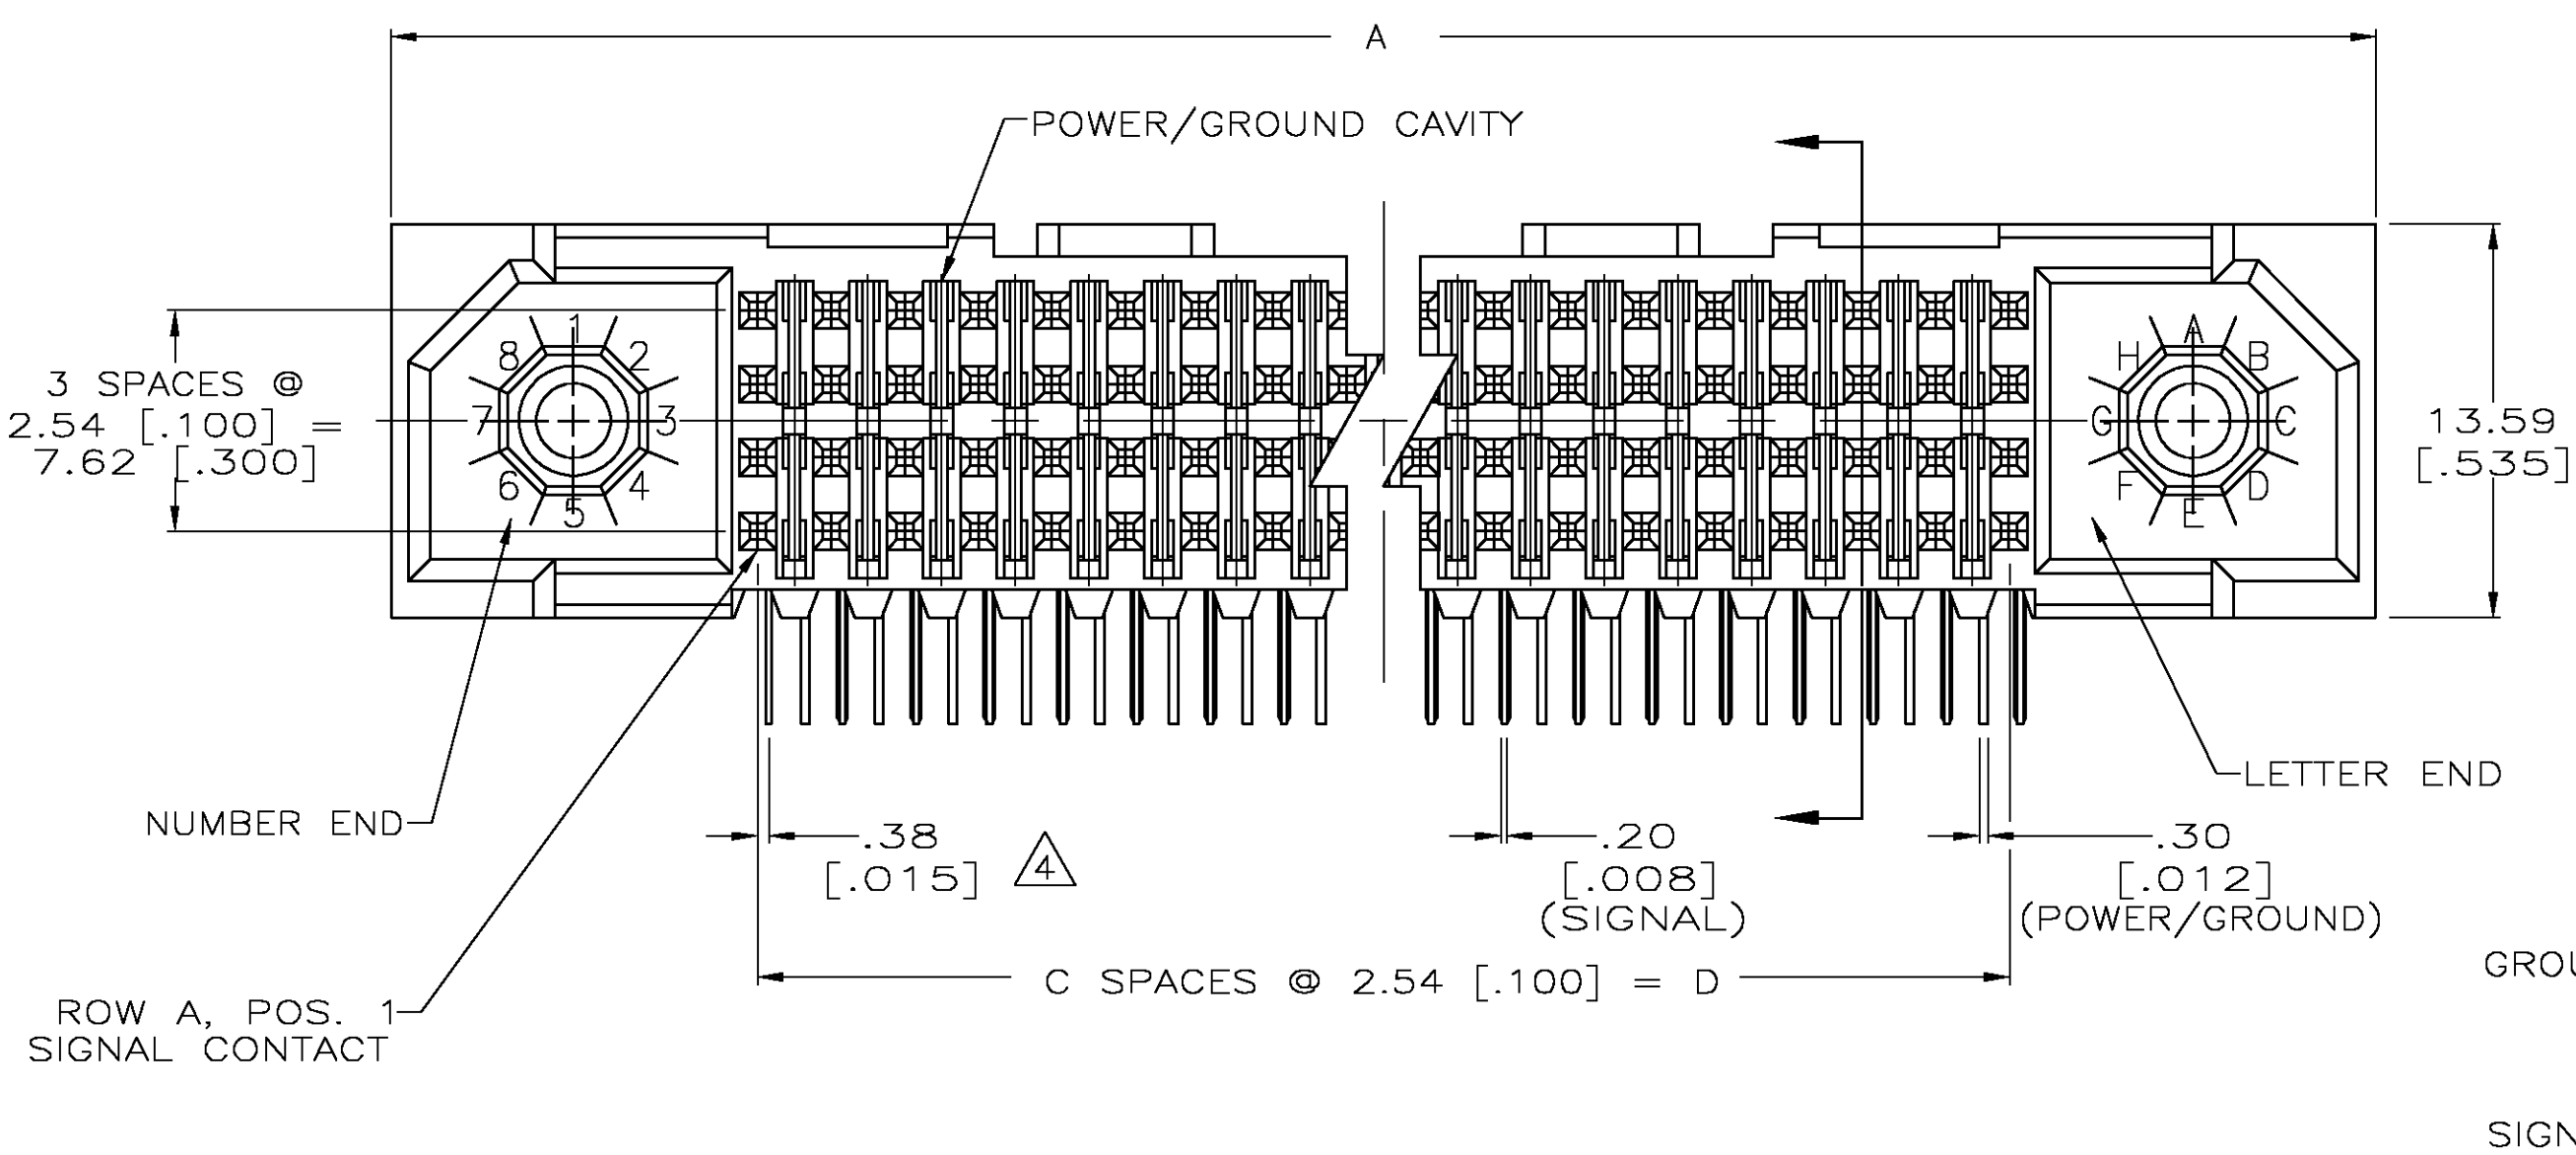 A
POWER/GROUND CAVITY
3 SPACES @
2.54 [.100] =
7.62 [.300]
1
2
3
4
5
6
7
8
A
B
C
D
E
F
G
H
13.59
[.535]
NUMBER END
LETTER END
.38
[.015]
4
.20
[.008]
(SIGNAL)
.30
[.012]
(POWER/GROUND)
C SPACES @ 2.54 [.100] = D
ROW A, POS. 1
SIGNAL CONTACT